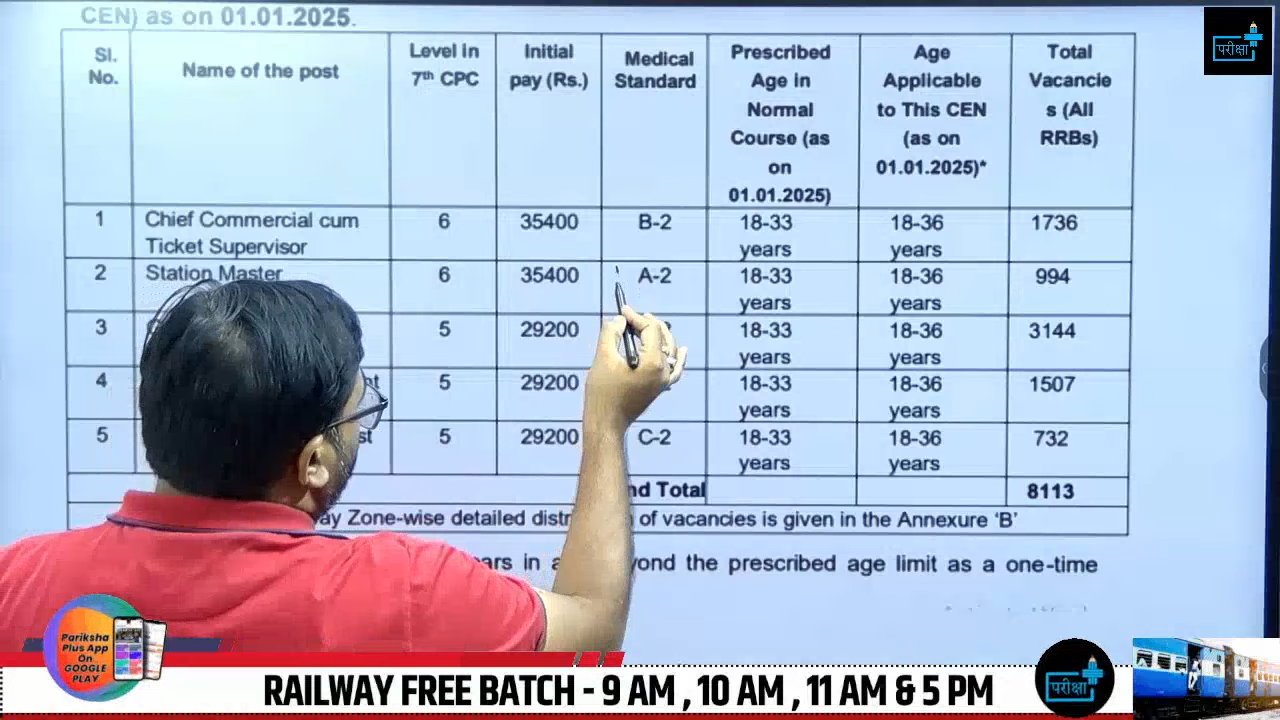 CEN) as on 01.01.2025.
परीक्षा
Sl. No. Name of the post Level in 7th CPC Initial pay (Rs.) Medical Standard Prescribed Age in Normal Course (as on 01.01.2025) Age Applicable to This CEN (as on 01.01.2025)* Total Vacancies (All RRBs)
1 Chief Commercial cum Ticket Supervisor 6 35400 B-2 18-33 years 18-36 years 1736
2 Station Master 6 35400 A-2 18-33 years 18-36 years 994
3 5 29200 18-33 years 18-36 years 3144
4 5 29200 18-33 years 18-36 years 1507
5 5 29200 C-2 18-33 years 18-36 years 732
Total 8113
Zone-wise detailed of vacancies is given in the Annexure ‘B’
in the prescribed age limit as a one-time
Pariksha
Plus App
On
GOOGLE
PLAY
RAILWAY FREE BATCH - 9 AM , 10 AM , 11 AM & 5 PM
परीक्षा